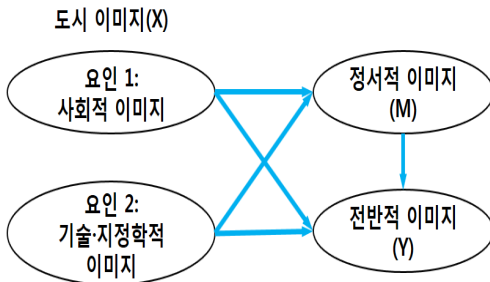 도시 이미지(X)
요인 1:
사회적 이미지
정서적 이미지
(M)
요인 2:
기술·지정학적
이미지
전반적 이미지
(Y)